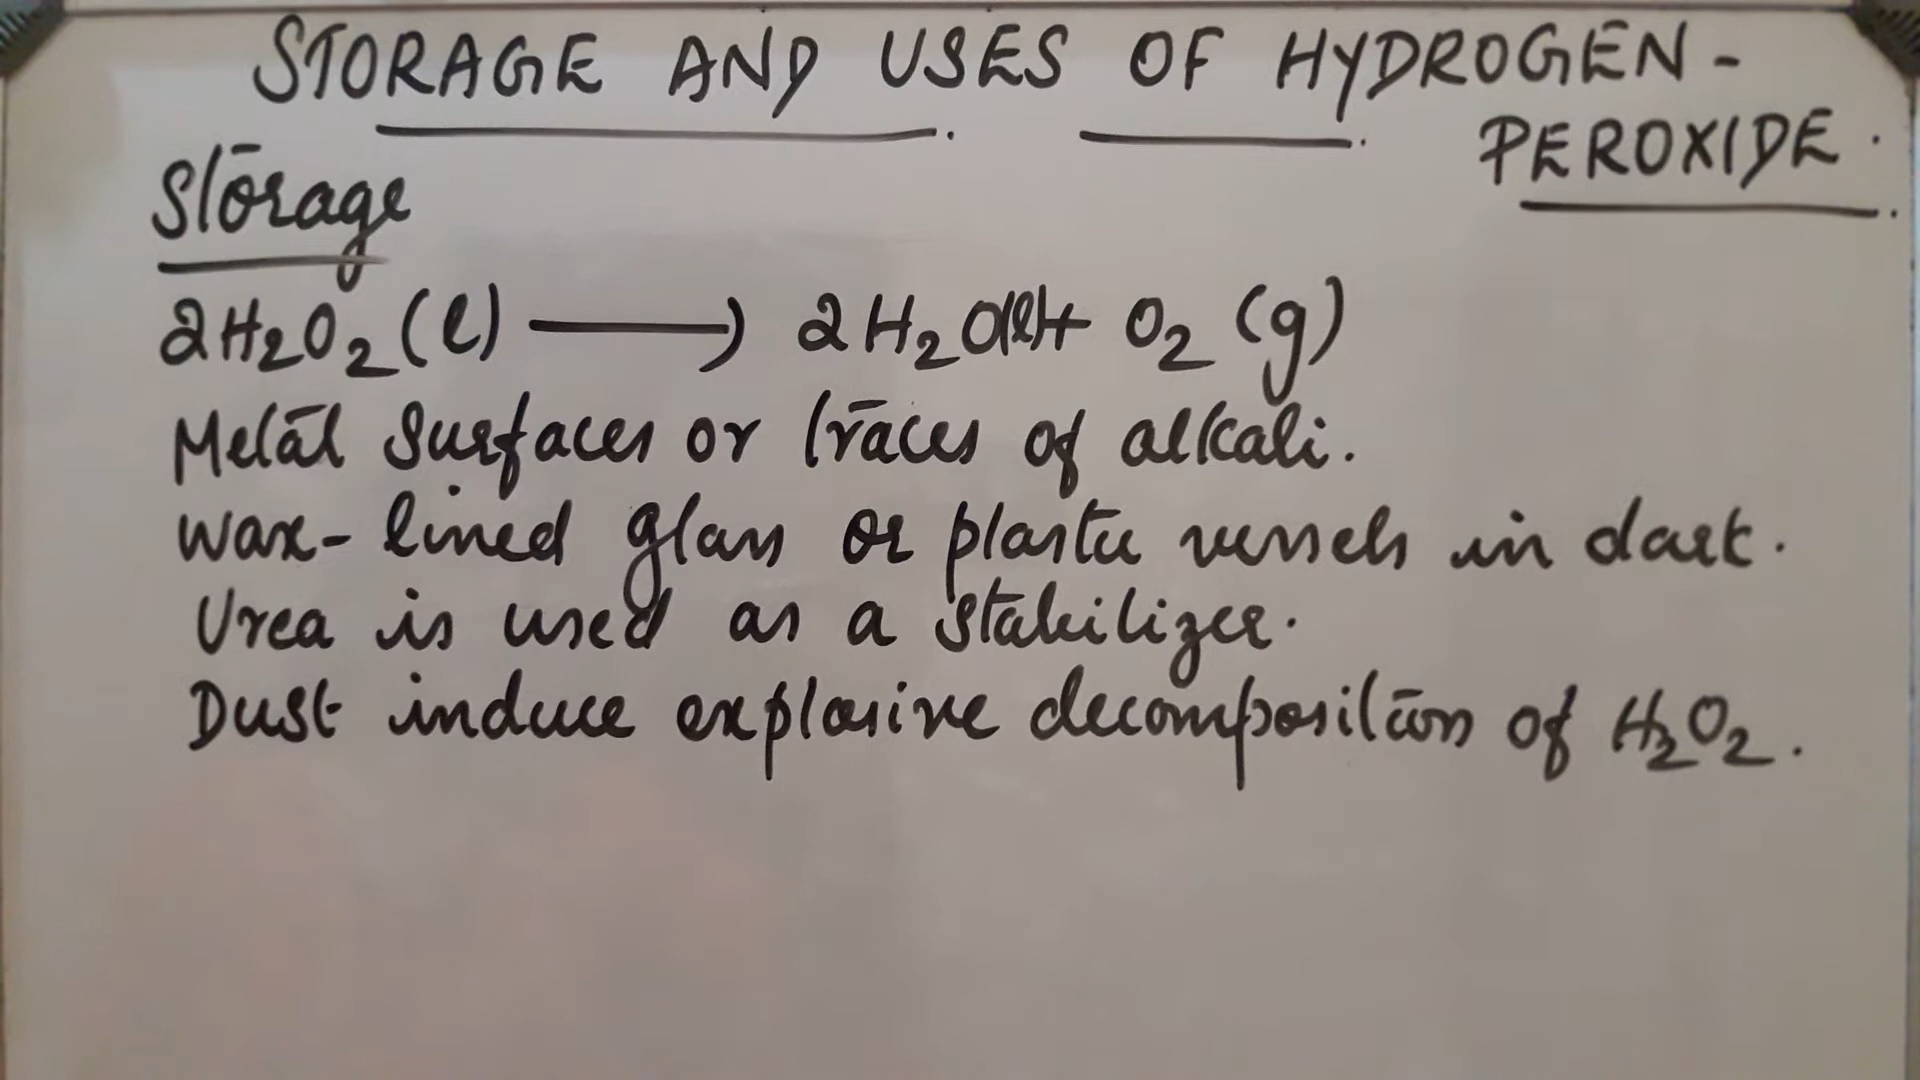 STORAGE AND USES OF HYDROGEN-
PEROXIDE.
Storage
2H₂O₂(l) ⟶ 2H₂O(l)+ O₂(g)
Metal surfaces or traces of alkali.
Wax-lined glass or plastic vessels in dark.
Urea is used as a stabilizer.
Dust induce explosive decomposition of H₂O₂.